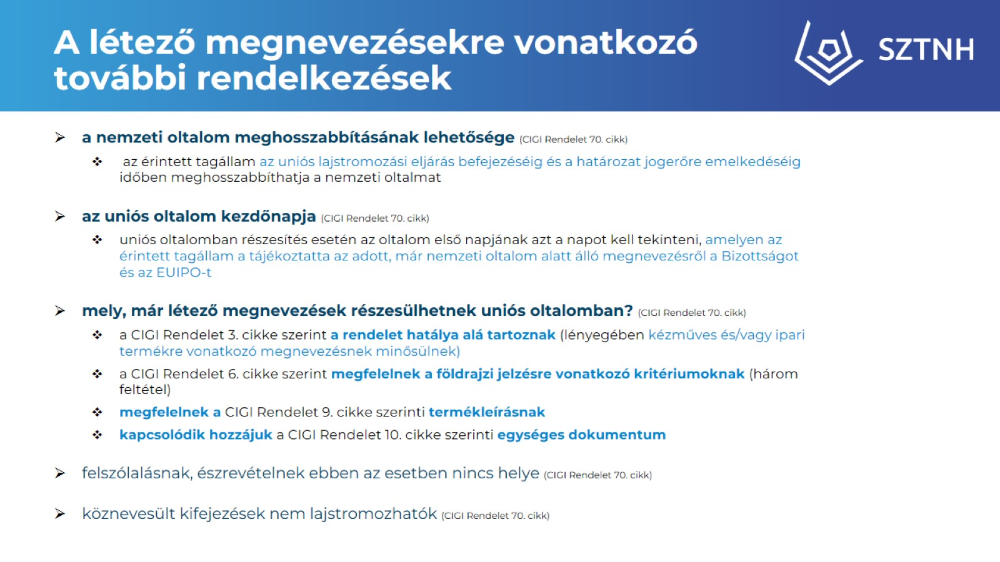 A létező megnevezésekre vonatkozó
további rendelkezések
SZTNH
a nemzeti oltalom meghosszabbításának lehetősége (CIGI Rendelet 70. cikk)
az érintett tagállam az uniós lajstromozási eljárás befejezéséig és a határozat jogerőre emelkedéséig
időben meghosszabbíthatja a nemzeti oltalmat
az uniós oltalom kezdőnapja (CIGI Rendelet 70. cikk)
uniós oltalomban részesítés esetén az oltalom első napjának azt a napot kell tekinteni, amelyen az
érintett tagállam a tájékoztatta az adott, már nemzeti oltalom alatt álló megnevezésről a Bizottságot
és az EUIPO-t
mely, már létező megnevezések részesülhetnek uniós oltalomban? (CIGI Rendelet 70. cikk)
a CIGI Rendelet 3. cikke szerint a rendelet hatálya alá tartoznak (lényegében kézműves és/vagy ipari
termékre vonatkozó megnevezésnek minősülnek)
a CIGI Rendelet 6. cikke szerint megfelelnek a földrajzi jelzésre vonatkozó kritériumoknak (három
feltétel)
megfelelnek a CIGI Rendelet 9. cikke szerinti termékleírásnak
kapcsolódik hozzájuk a CIGI Rendelet 10. cikke szerinti egységes dokumentum
felszólalásnak, észrevételnek ebben az esetben nincs helye (CIGI Rendelet 70. cikk)
köznevesült kifejezések nem lajstromozhatók (CIGI Rendelet 70. cikk)